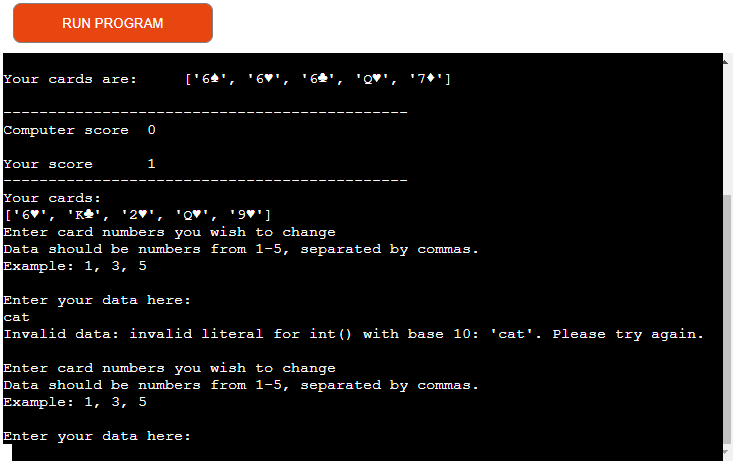 RUN PROGRAM
Your cards are:     ['6♠', '6♥', '6♣', 'Q♥', '7♦']
---------------------------------------------
Computer score  0
Your score      1
---------------------------------------------
Your cards:
['6♥', 'K♣', '2♥', 'Q♥', '9♥']
Enter card numbers you wish to change
Data should be numbers from 1-5, separated by commas.
Example: 1, 3, 5
Enter your data here:
cat
Invalid data: invalid literal for int() with base 10: 'cat'. Please try again.
Enter card numbers you wish to change
Data should be numbers from 1-5, separated by commas.
Example: 1, 3, 5
Enter your data here: